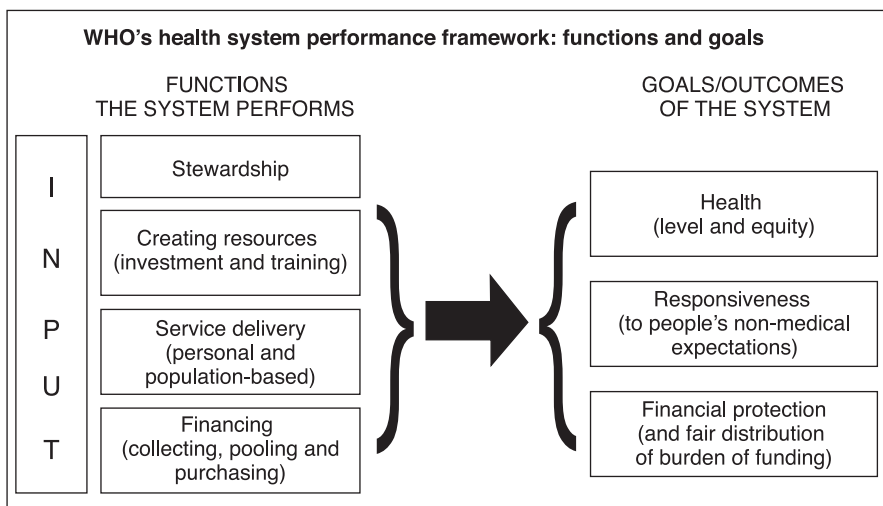 WHO's health system performance framework: functions and goals
FUNCTIONS
THE SYSTEM PERFORMS
GOALS/OUTCOMES
OF THE SYSTEM
I
N
P
U
T
Stewardship
Creating resources
(investment and training)
Service delivery
(personal and
population-based)
Financing
(collecting, pooling and
purchasing)
Health
(level and equity)
Responsiveness
(to people's non-medical
expectations)
Financial protection
(and fair distribution
of burden of funding)